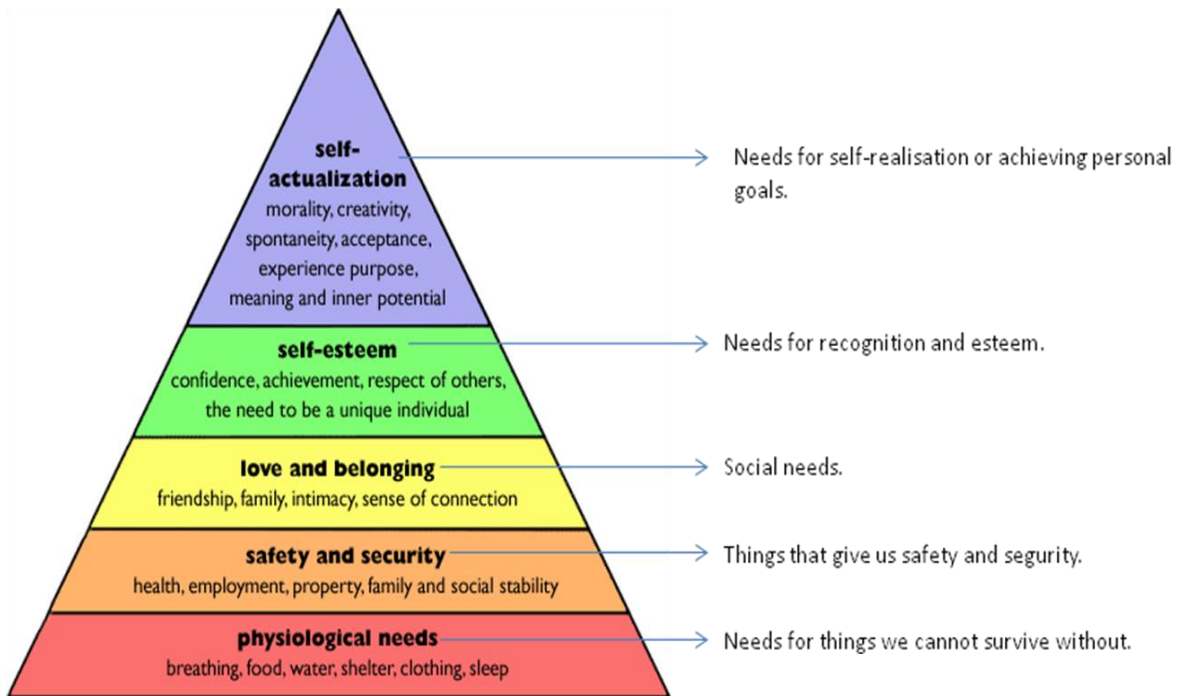 self-
actualization
morality, creativity,
spontaneity, acceptance,
experience purpose,
meaning and inner potential
Needs for self-realisation or achieving personal
goals.
self-esteem
confidence, achievement, respect of others,
the need to be a unique individual
Needs for recognition and esteem.
love and belonging
friendship, family, intimacy, sense of connection
Social needs.
safety and security
health, employment, property, family and social stability
Things that give us safety and segurity.
physiological needs
breathing, food, water, shelter, clothing, sleep
Needs for things we cannot survive without.